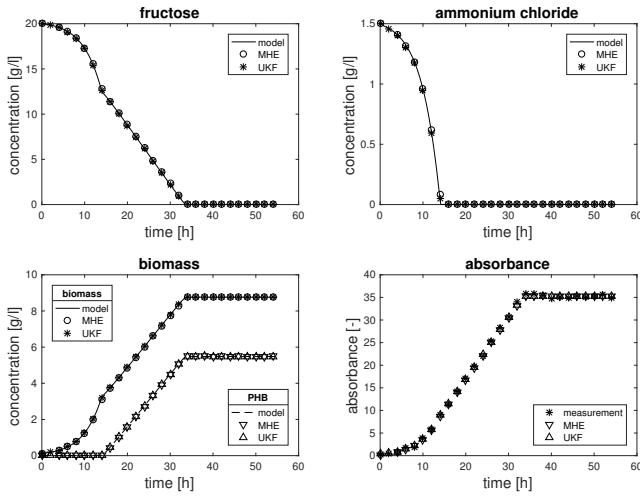 fructose
concentration [g/l]
20
15
10
5
0
0 10 20 30 40 50 60
time [h]
model
MHE
UKF
ammonium chloride
concentration [g/l]
1.5
1
0.5
0
0 10 20 30 40 50 60
time [h]
model
MHE
UKF
biomass
concentration [g/l]
10
8
6
4
2
0
0 10 20 30 40 50 60
time [h]
biomass
model
MHE
UKF
PHB
model
MHE
UKF
absorbance
absorbance [-]
40
35
30
25
20
15
10
5
0
0 10 20 30 40 50 60
time [h]
measurement
MHE
UKF